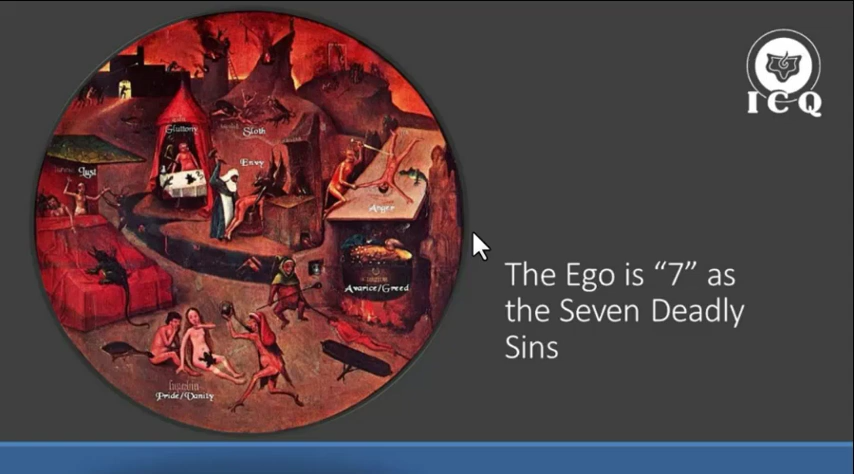 ICQ
Gluttony
Sloth
Envy
Lust
Anger
Avarice/Greed
Pride/Vanity
The Ego is “7” as
the Seven Deadly
Sins